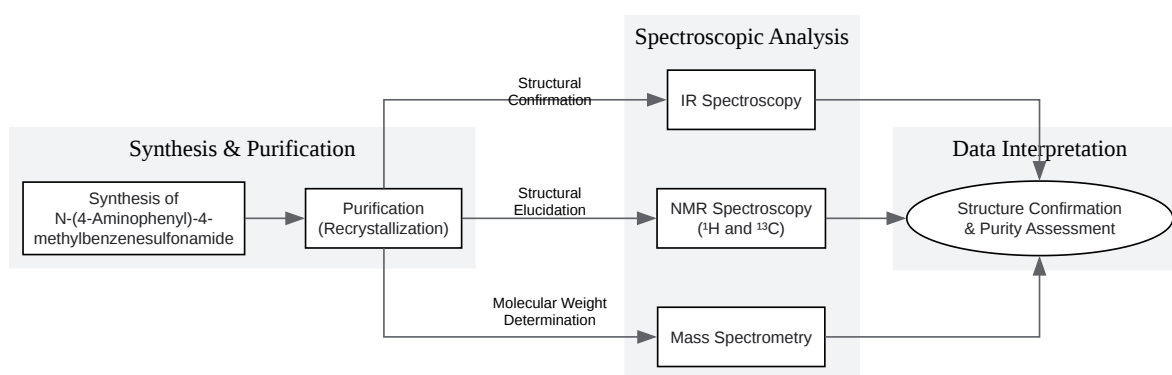 Synthesis & Purification
Synthesis of
N-(4-Aminophenyl)-4-
methylbenzenesulfonamide
Purification
(Recrystallization)
Structural
Confirmation
Structural
Elucidation
Molecular Weight
Determination
Spectroscopic Analysis
IR Spectroscopy
NMR Spectroscopy
(¹H and ¹³C)
Mass Spectrometry
Data Interpretation
Structure Confirmation
& Purity Assessment